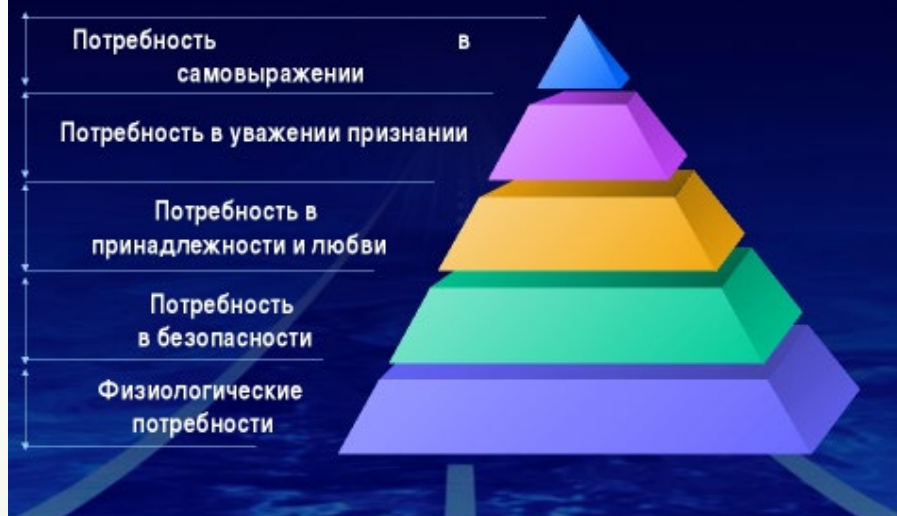 Потребность в
самовыражении
Потребность в уважении признании
Потребность в
принадлежности и любви
Потребность
в безопасности
Физиологические
потребности